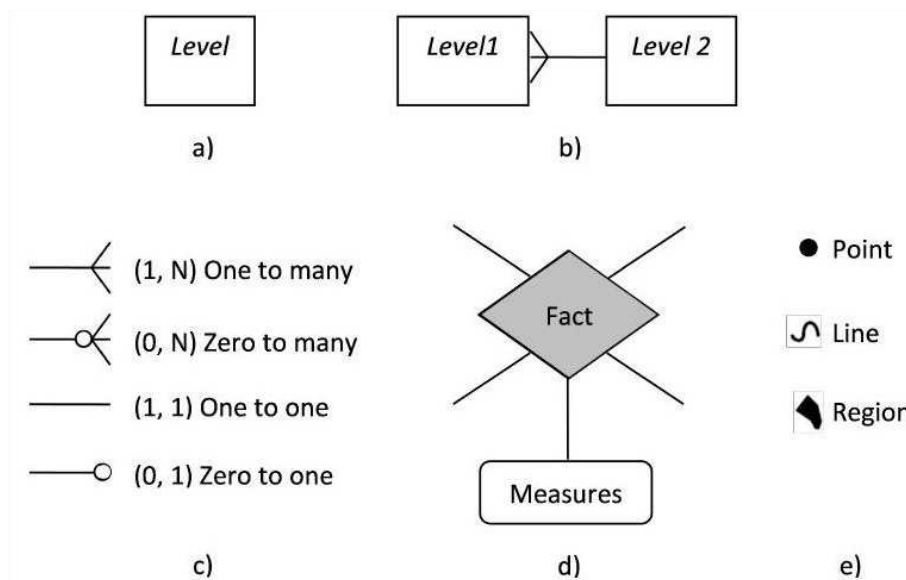 Level
Level1
Level 2
a)
b)
(1, N) One to many
(0, N) Zero to many
(1, 1) One to one
(0, 1) Zero to one
c)
Fact
Measures
d)
Point
Line
Region
e)